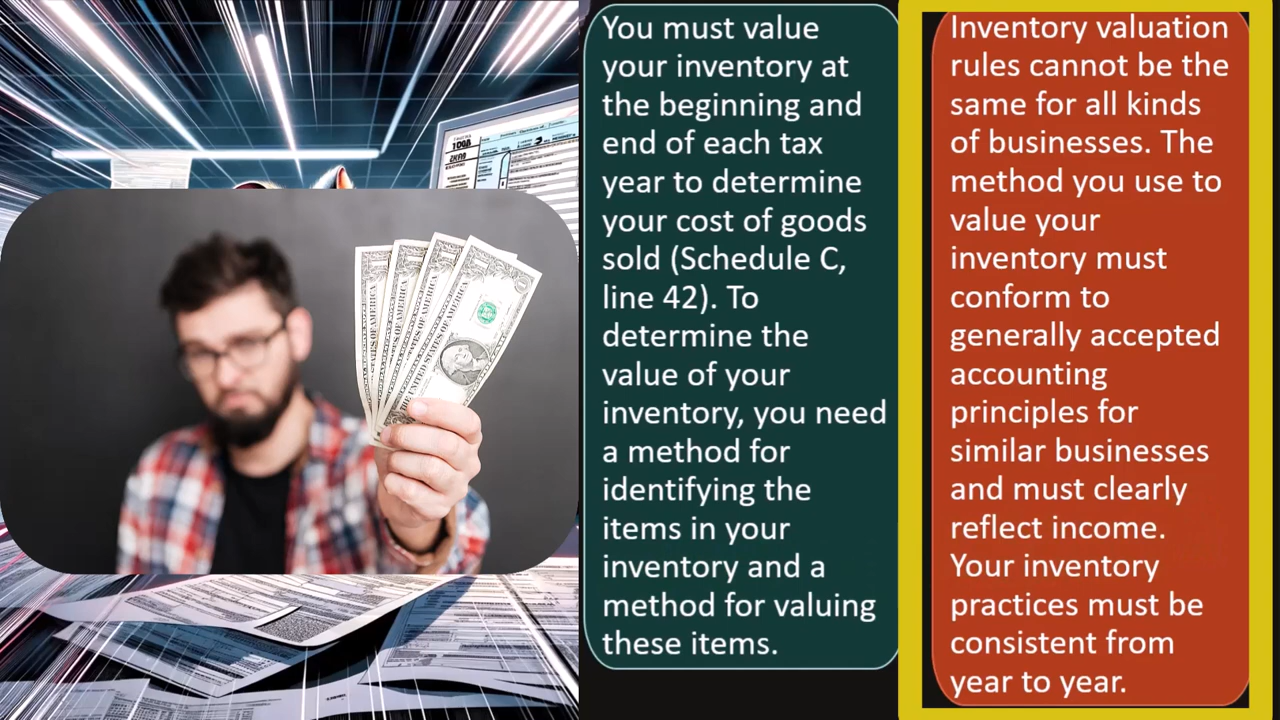 You must value
your inventory at
the beginning and
end of each tax
year to determine
your cost of goods
sold (Schedule C,
line 42). To
determine the
value of your
inventory, you need
a method for
identifying the
items in your
inventory and a
method for valuing
these items.
Inventory valuation
rules cannot be the
same for all kinds
of businesses. The
method you use to
value your
inventory must
conform to
generally accepted
accounting
principles for
similar businesses
and must clearly
reflect income.
Your inventory
practices must be
consistent from
year to year.